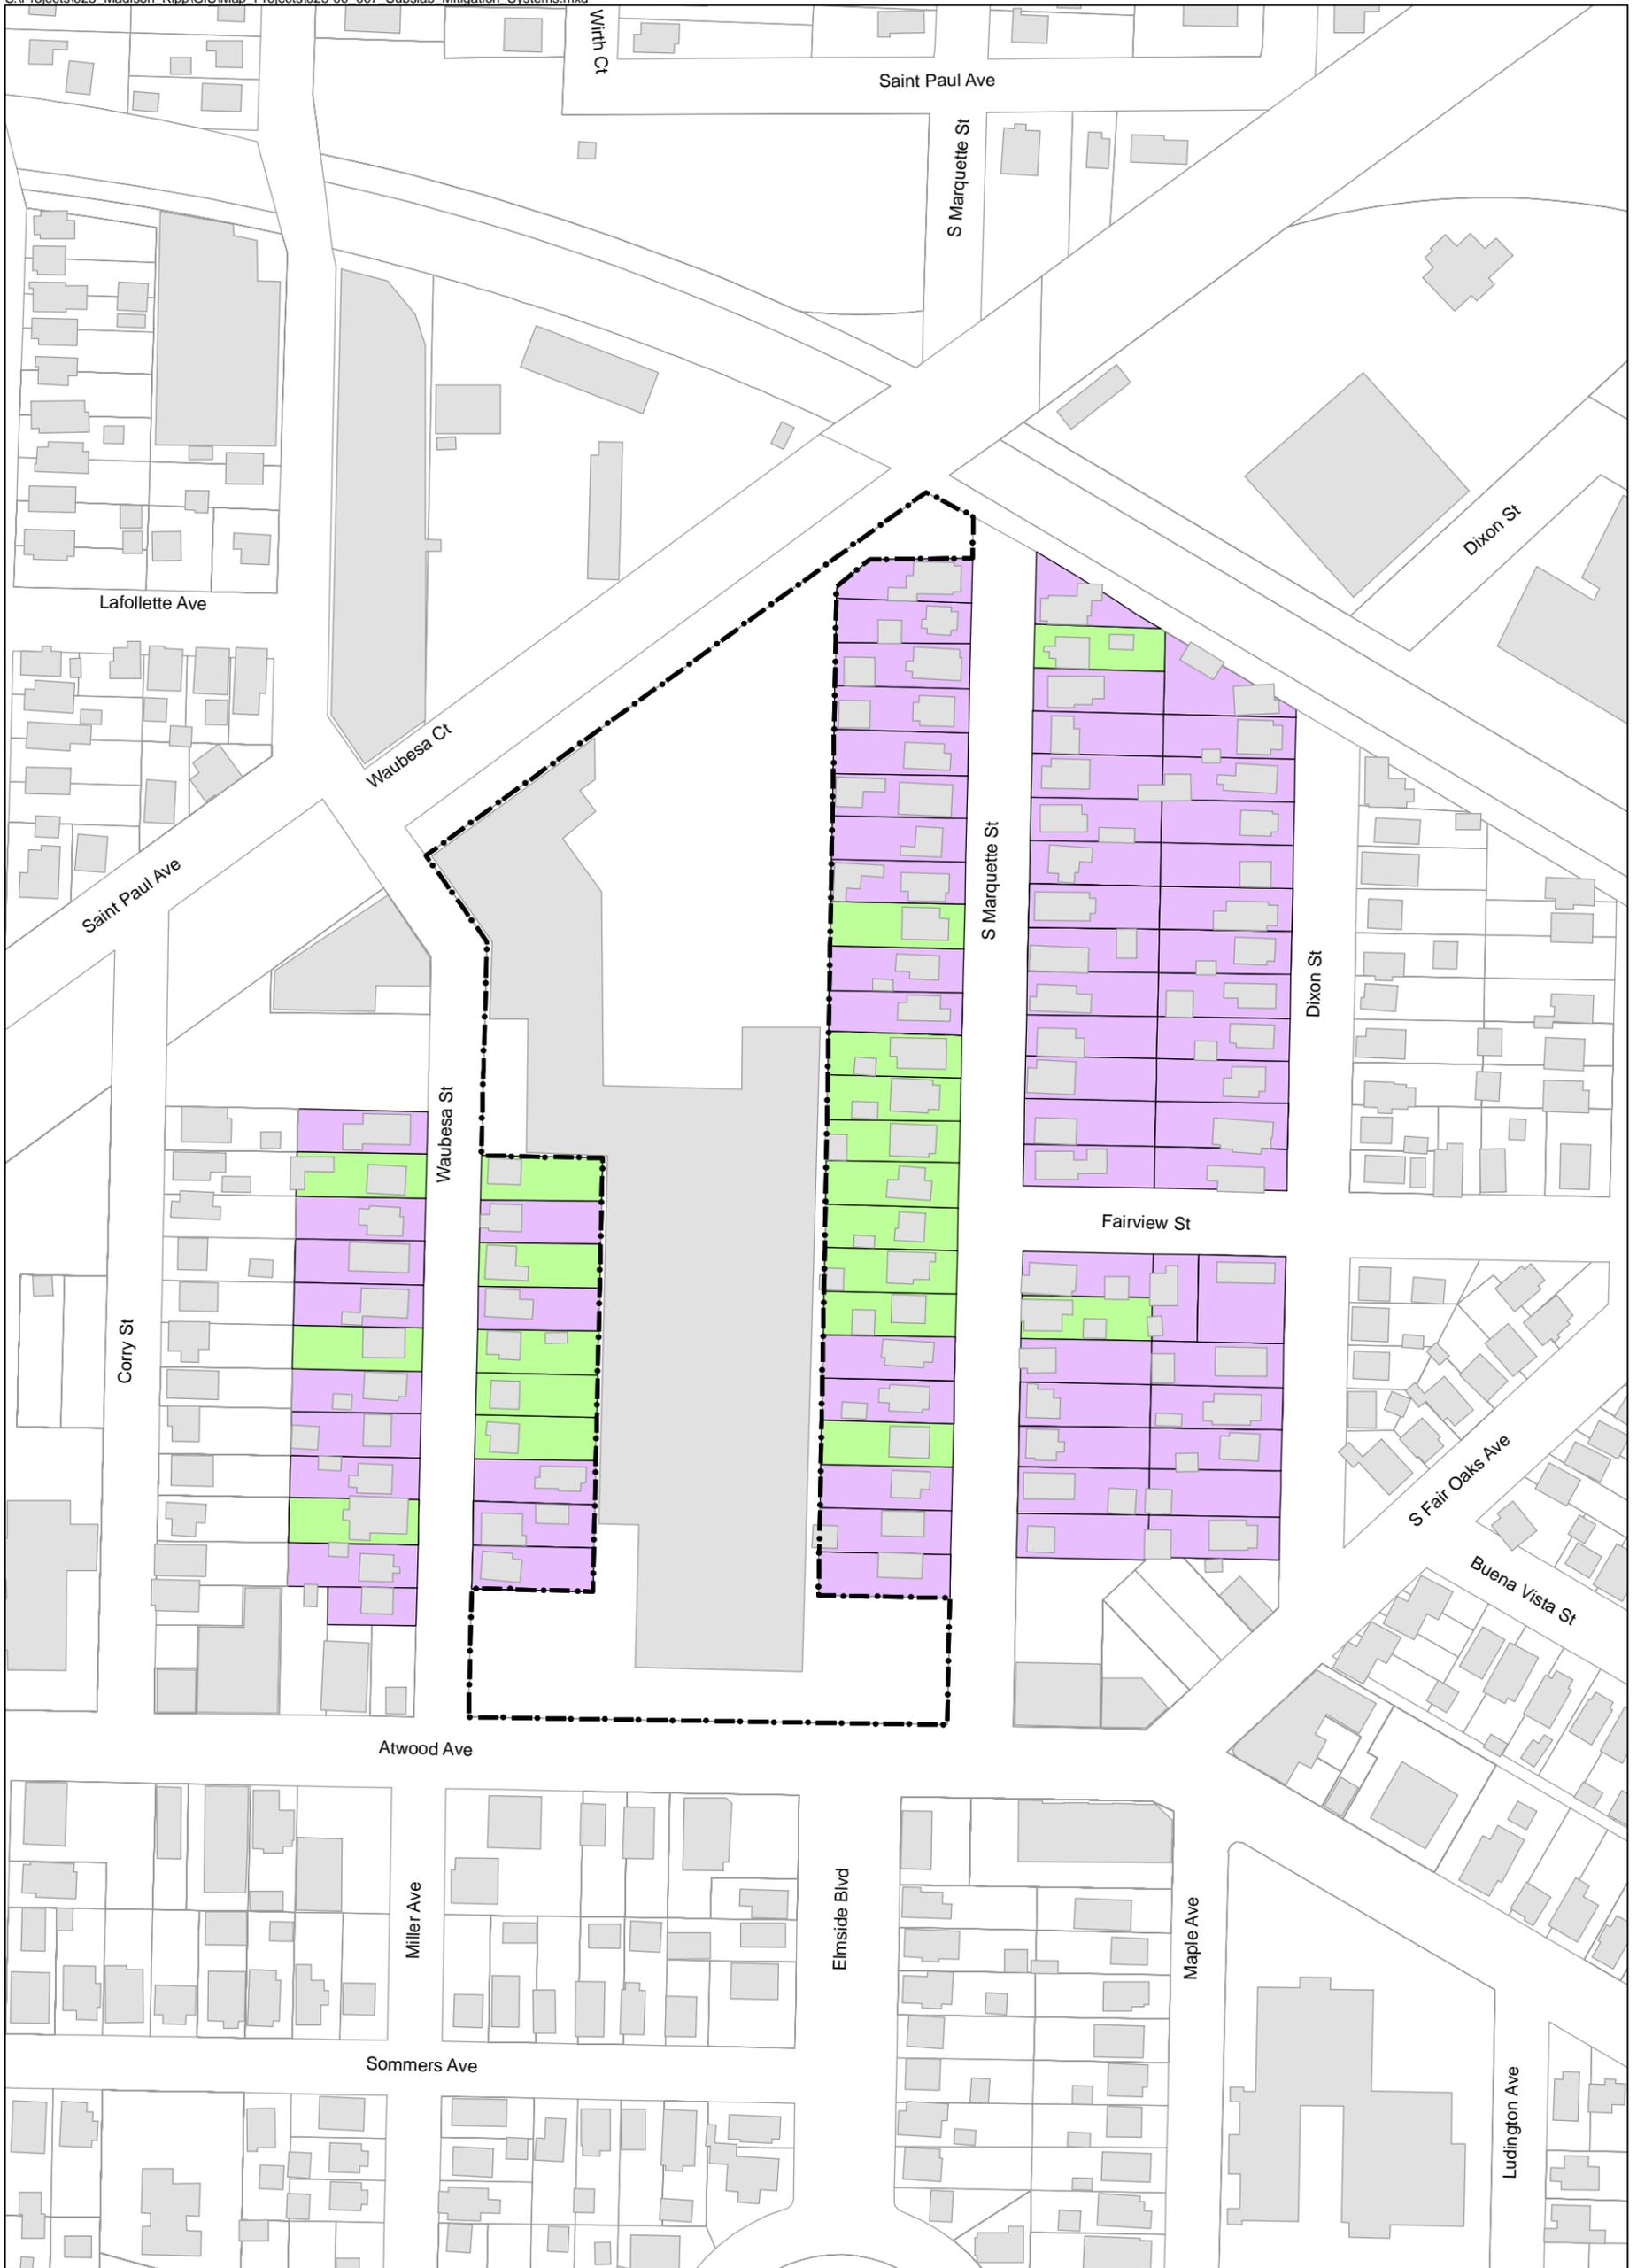 Wirth Ct
Saint Paul Ave
S Marquette St
Dixon St
Lafollette Ave
Waubesa Ct
Saint Paul Ave
S Marquette St
Dixon St
Waubesa St
Fairview St
Corry St
S Fair Oaks Ave
Buena Vista St
Atwood Ave
Miller Ave
Elmside Blvd
Maple Ave
Sommers Ave
Ludington Ave